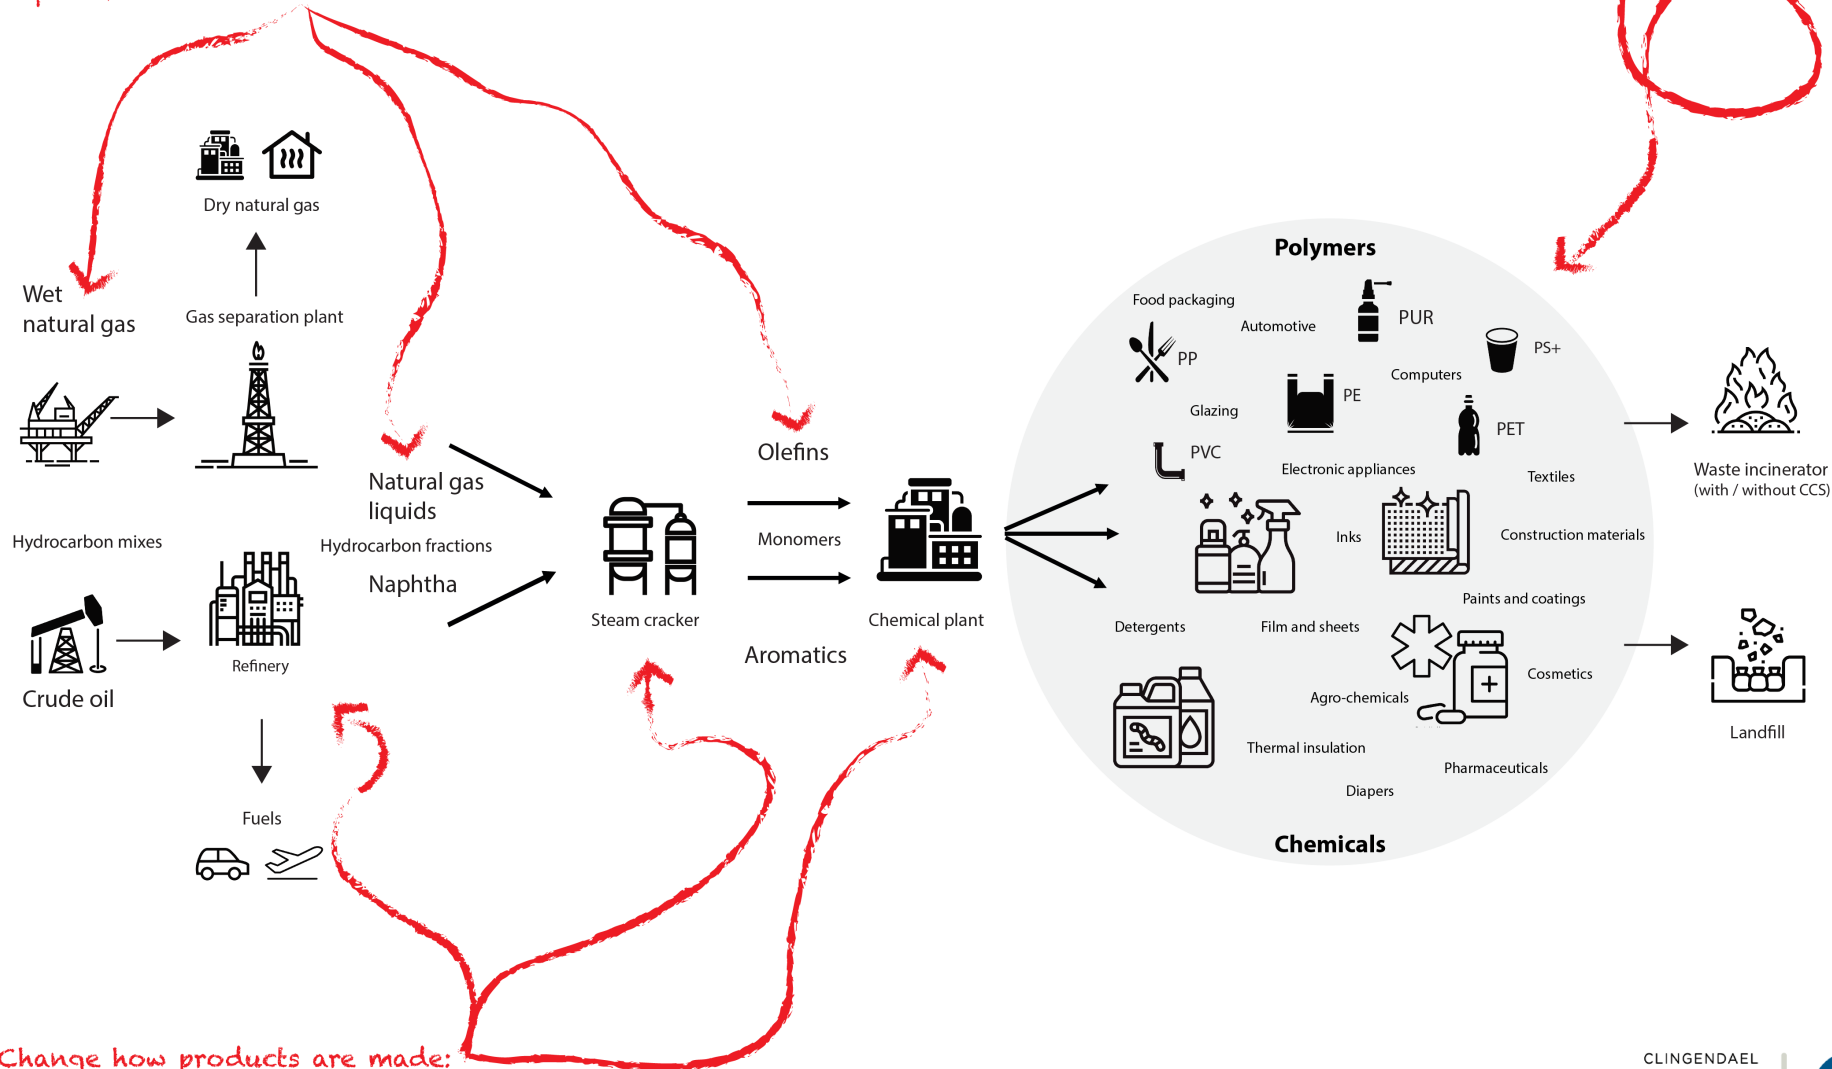 Dry natural gas
Wet
natural gas
Gas separation plant
Hydrocarbon mixes
Crude oil
Refinery
Fuels
Natural gas
liquids
Hydrocarbon fractions
Naphtha
Steam cracker
Olefins
Monomers
Aromatics
Chemical plant
Polymers
Food packaging
Automotive
PUR
PS+
PP
Computers
PE
Glazing
PET
PVC
Electronic appliances
Textiles
Inks
Construction materials
Paints and coatings
Detergents
Film and sheets
Cosmetics
Agro-chemicals
Thermal insulation
Pharmaceuticals
Diapers
Chemicals
Waste incinerator
(with / without CCS)
Landfill
Change how products are made:
CLINGENDAEL